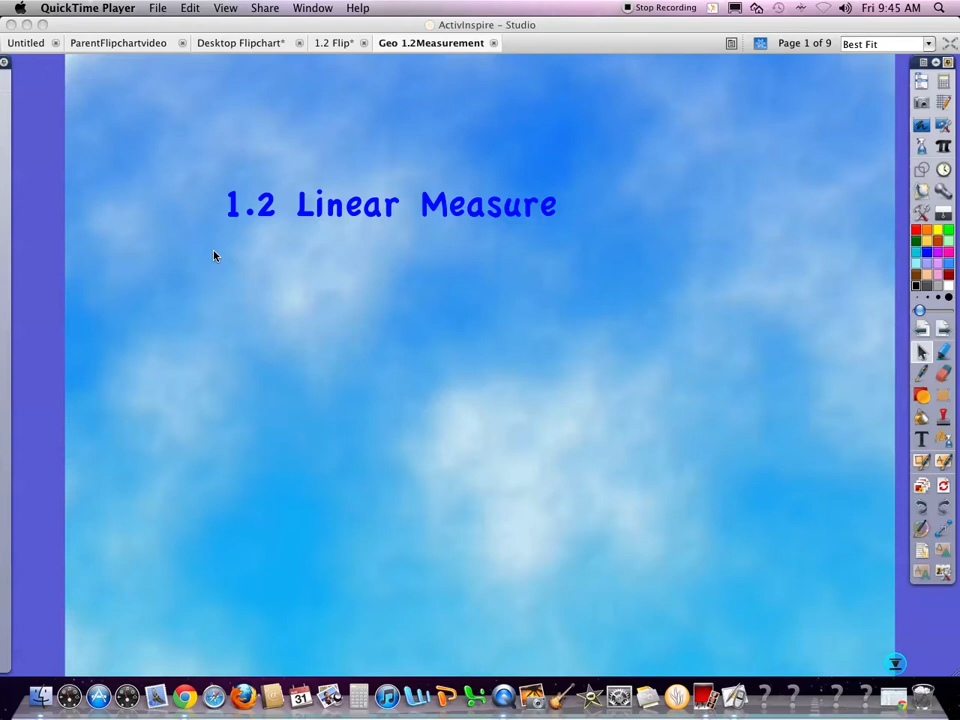 QuickTime Player File Edit View Share Window Help Stop Recording Fri 9:45 AM
ActivInspire - Studio
Untitled ParentFlipchartvideo Desktop Flipchart* 1.2 Flip* Geo 1.2Measurement Page 1 of 9 Best Fit
1.2 Linear Measure
31